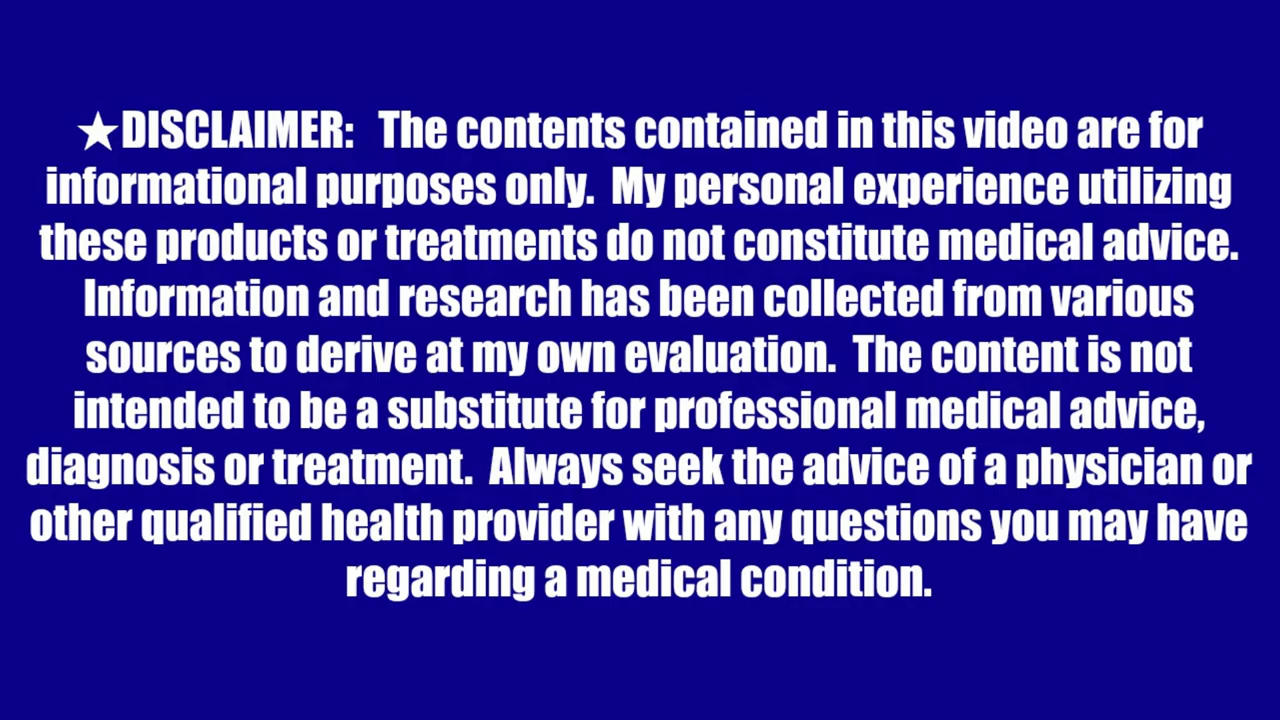 ★DISCLAIMER:   The contents contained in this video are for
informational purposes only.  My personal experience utilizing
these products or treatments do not constitute medical advice.
Information and research has been collected from various
sources to derive at my own evaluation.  The content is not
intended to be a substitute for professional medical advice,
diagnosis or treatment.  Always seek the advice of a physician or
other qualified health provider with any questions you may have
regarding a medical condition.